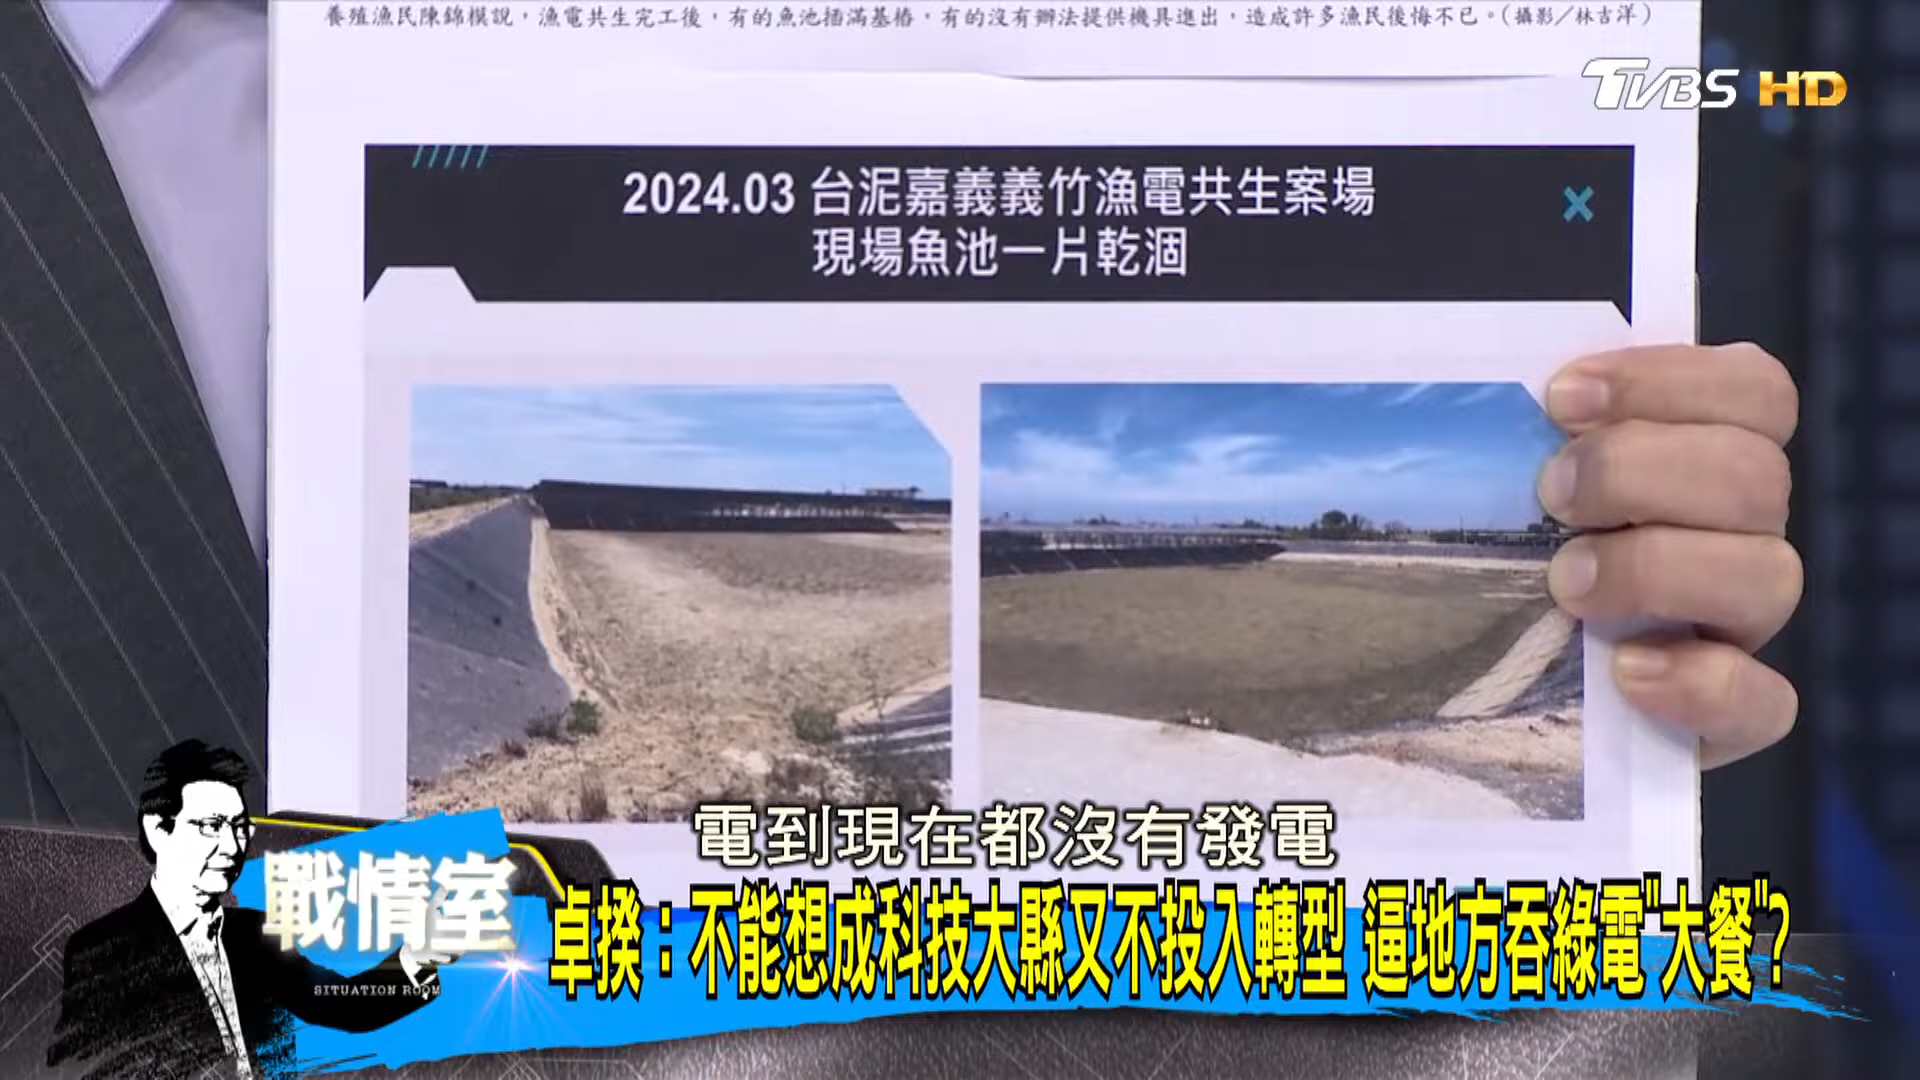 養殖漁民陳錦模說，漁電共生完工後，有的魚池插滿基樁，有的沒有辦法提供機具進出，造成許多漁民後悔不已。(攝影／林吉洋)
TVBS HD
2024.03 台泥嘉義義竹漁電共生案場
現場魚池一片乾涸
電到現在都沒有發電
戰情室
SITUATION ROOM
卓揆：不能想成科技大縣又不投入轉型 逼地方吞綠電"大餐"?